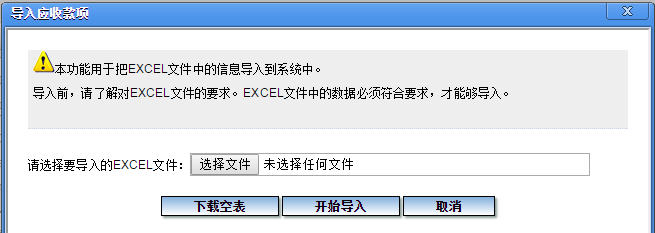 导入应收款项
本功能用于把EXCEL文件中的信息导入到系统中。
导入前，请了解对EXCEL文件的要求。EXCEL文件中的数据必须符合要求，才能够导入。
请选择要导入的EXCEL文件： 选择文件 未选择任何文件
下载空表 开始导入 取消